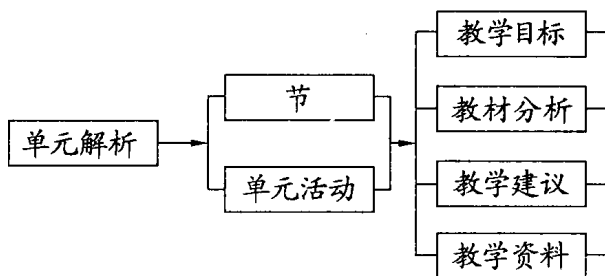 单元解析
节
单元活动
教学目标
教材分析
教学建议
教学资料